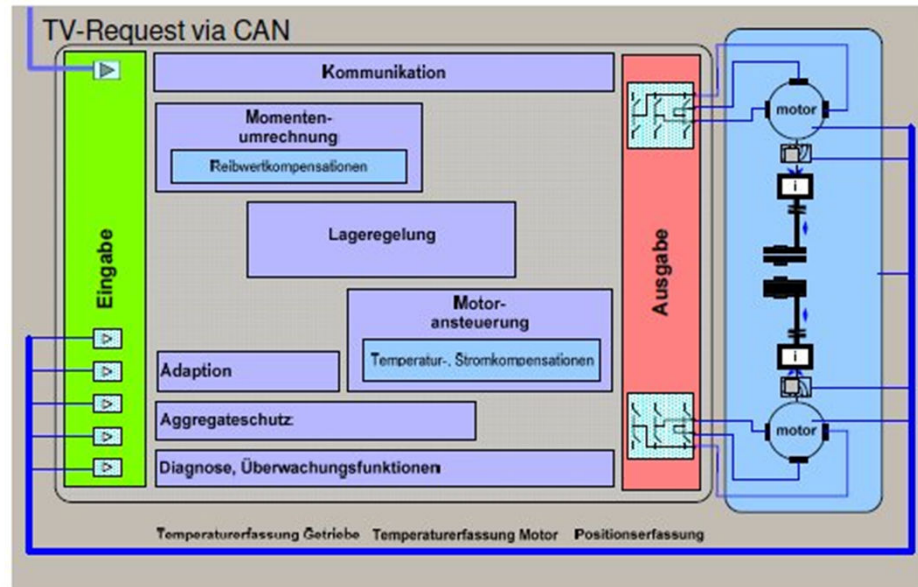 TV-Request via CAN
Kommunikation
Momenten-
umrechnung
Reibwertkompensationen
Lageregelung
Motor-
ansteuerung
Temperatur-, Stromkompensationen
Adaption
Aggregateschutz
Diagnose, Überwachungsfunktionen
Eingabe
Ausgabe
motor
i
i
motor
Temperaturerfassung Getriebe Temperaturerfassung Motor Positionserfassung